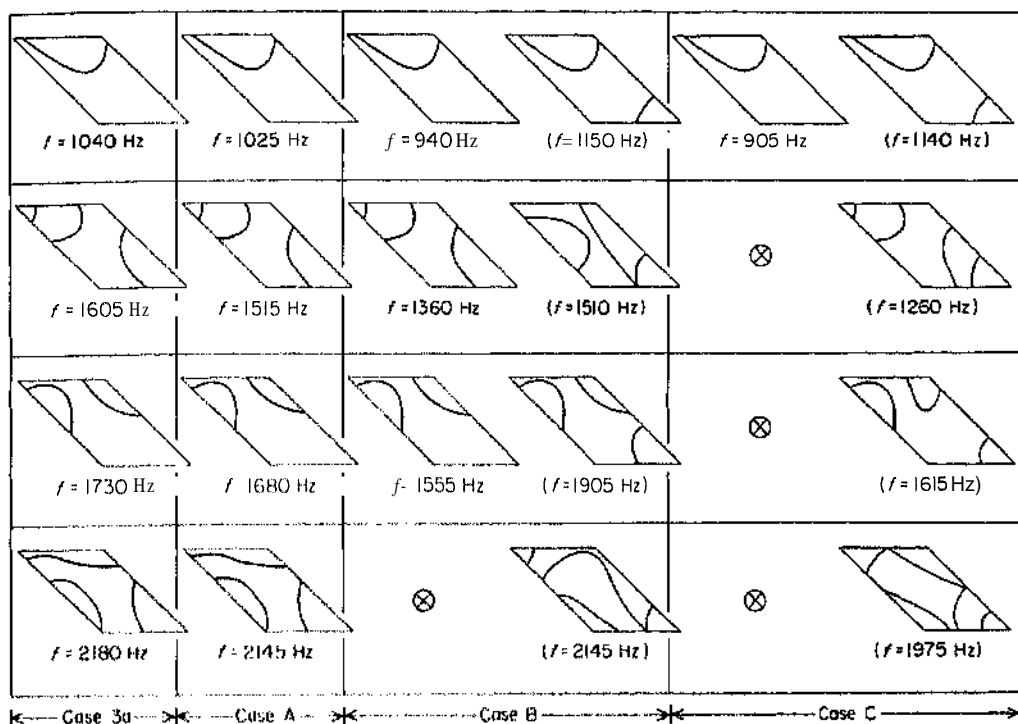 f = 1040 Hz f = 1025 Hz f = 940 Hz (f = 1150 Hz) f = 905 Hz (f = 1140 Hz)
f = 1605 Hz f = 1515 Hz f = 1360 Hz (f = 1510 Hz) (f = 1260 Hz)
f = 1730 Hz f 1680 Hz f - 1555 Hz (f = 1905 Hz) (f = 1615 Hz)
f = 2180 Hz f = 2145 Hz (f = 2145 Hz) (f = 1975 Hz)
Case 3a Case A Case B Case C